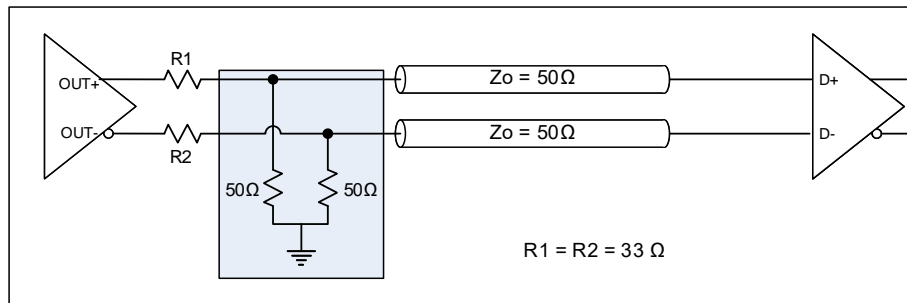 R1
OUT+
Zo = 50Ω
D+
OUT-
Zo = 50Ω
D-
R2
50Ω
50Ω
R1 = R2 = 33 Ω